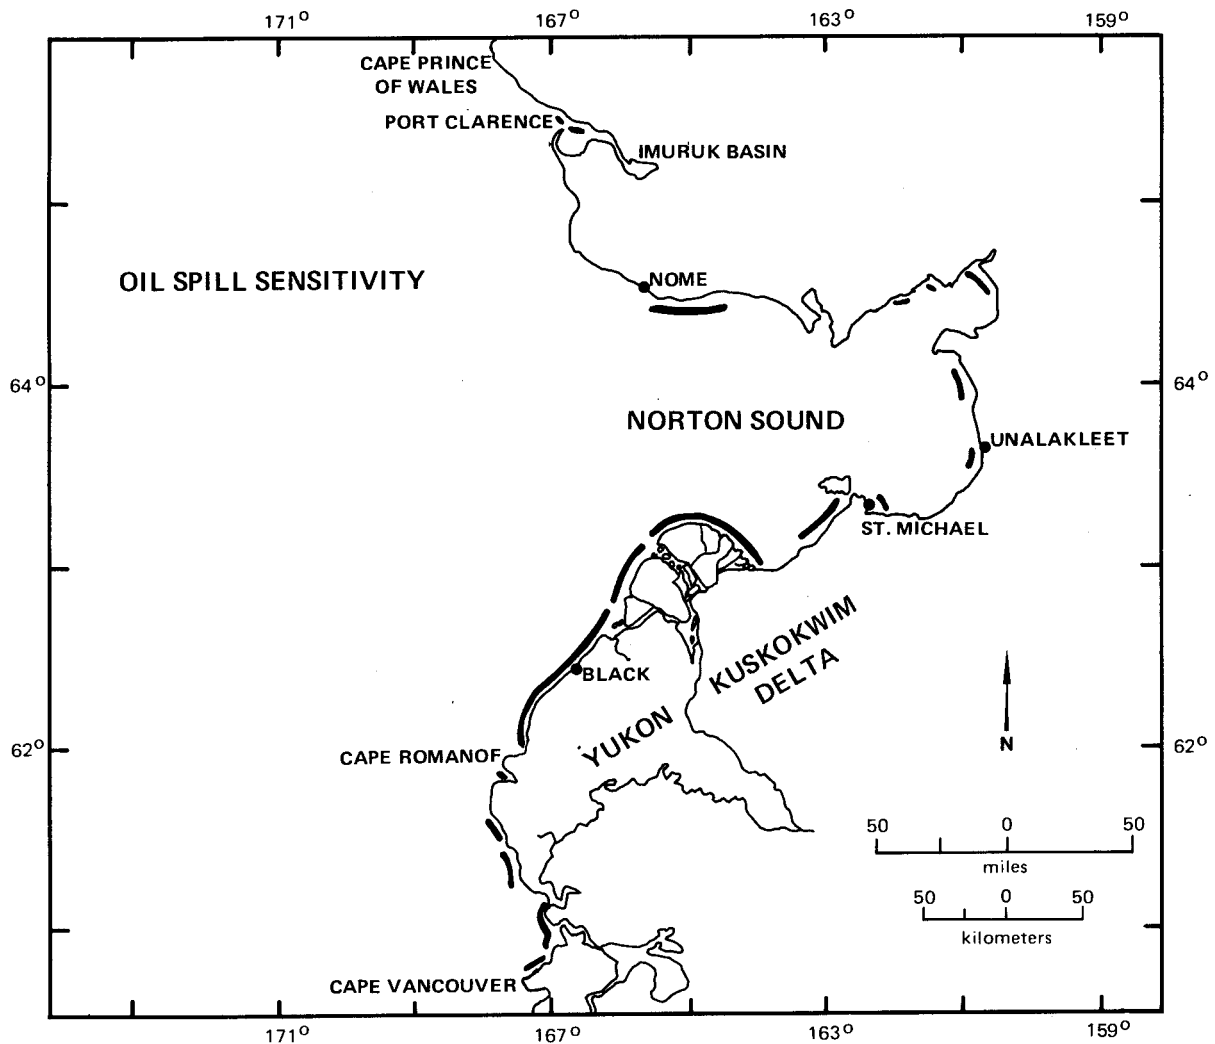 171° 167° 163° 159°
CAPE PRINCE
OF WALES
PORT CLARENCE
IMURUK BASIN
OIL SPILL SENSITIVITY
NOME
64° 64°
NORTON SOUND
UNALAKLEET
ST. MICHAEL
KUSKOKWIM
DELTA
BLACK
YUKON
N
62° 62°
CAPE ROMANOF
50 0 50
miles
50 0 50
kilometers
CAPE VANCOUVER
171° 167° 163° 159°